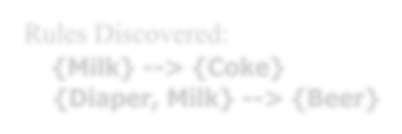 Rules Discovered:
{Milk} --> {Coke}
{Diaper, Milk} --> {Beer}